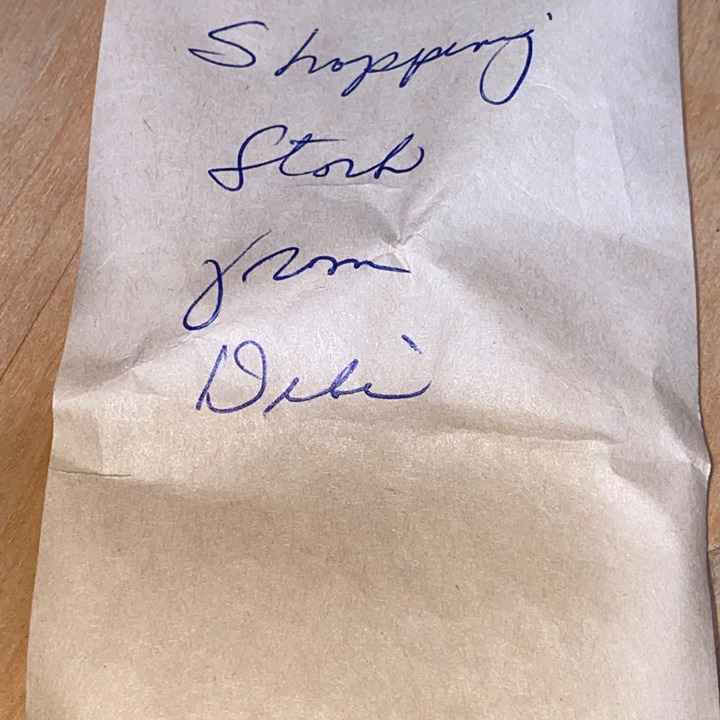 Shopping
Stork
from
Debi